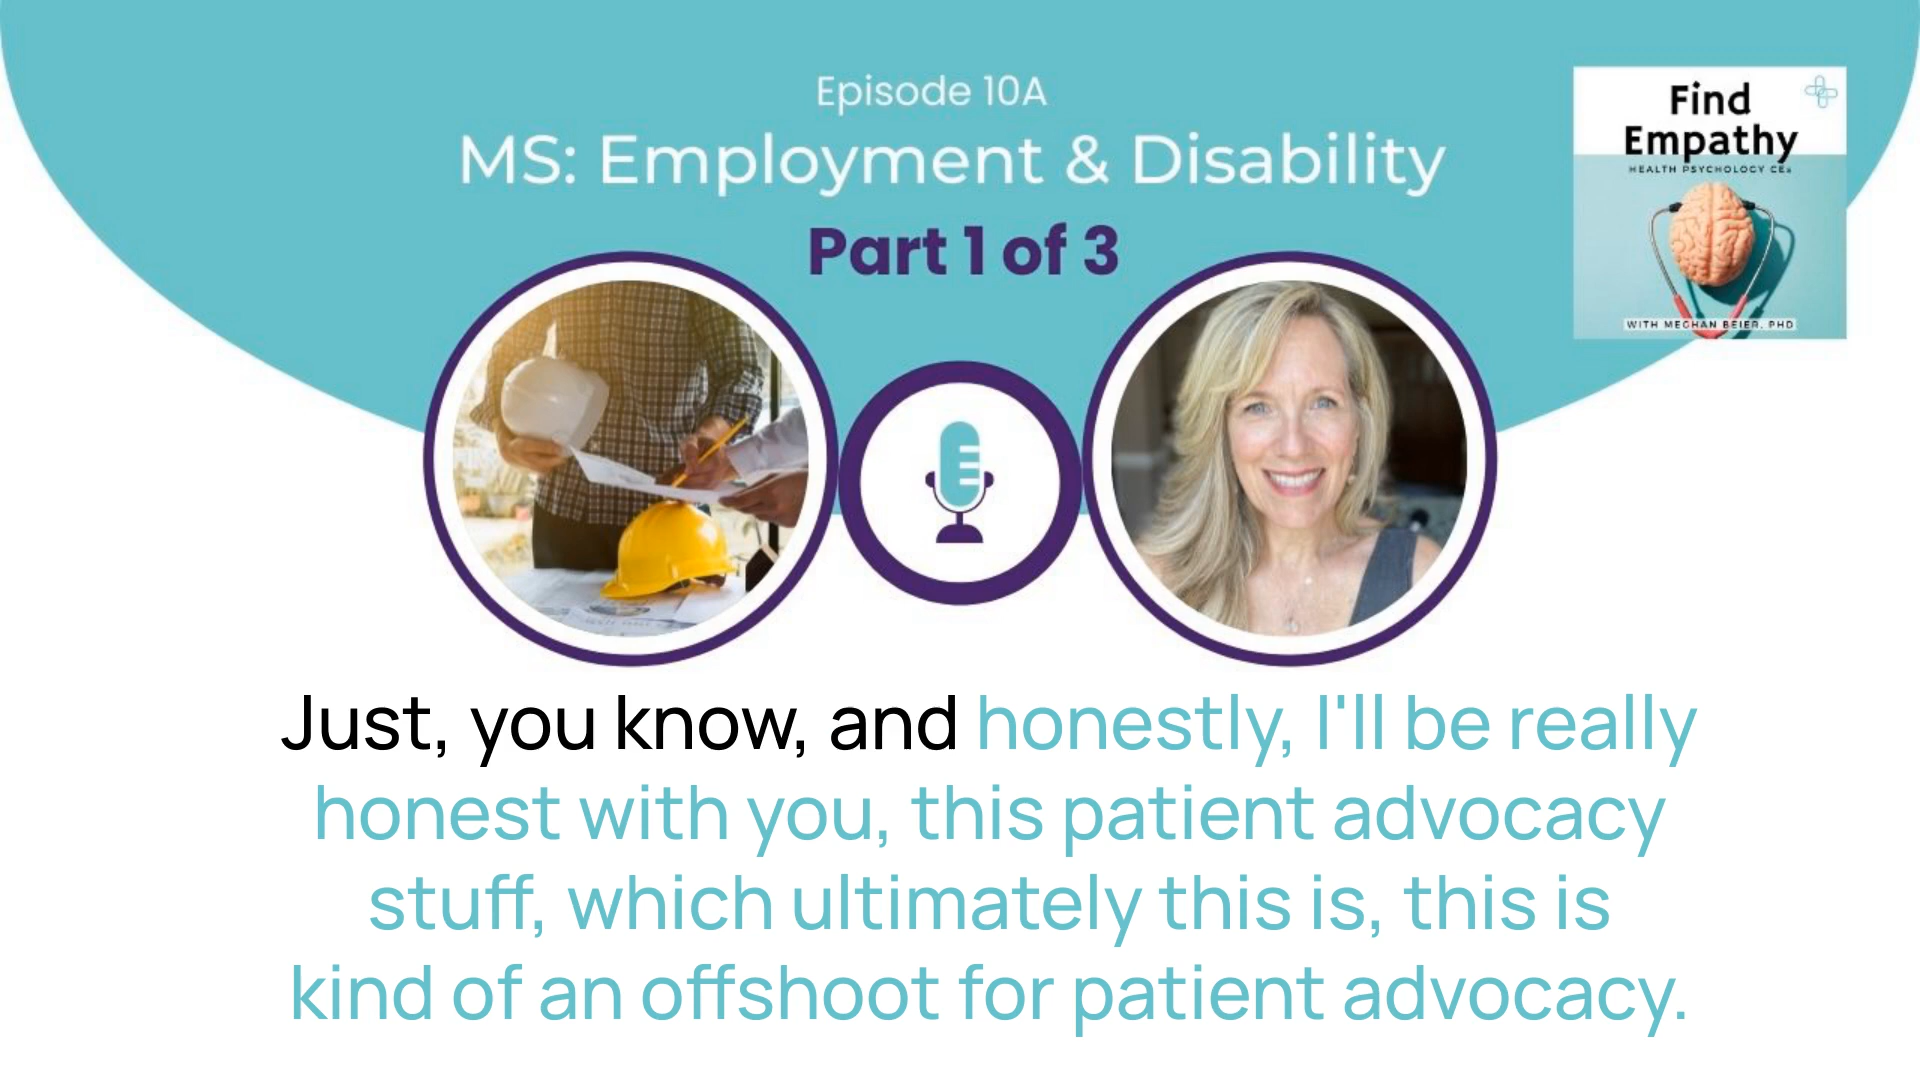 Episode 10A
MS: Employment & Disability
Part 1 of 3
Find
Empathy
HEALTH PSYCHOLOGY CEs
WITH MEGHAN BEIER, PHD
Just, you know, and honestly, I'll be really
honest with you, this patient advocacy
stuff, which ultimately this is, this is
kind of an offshoot for patient advocacy.